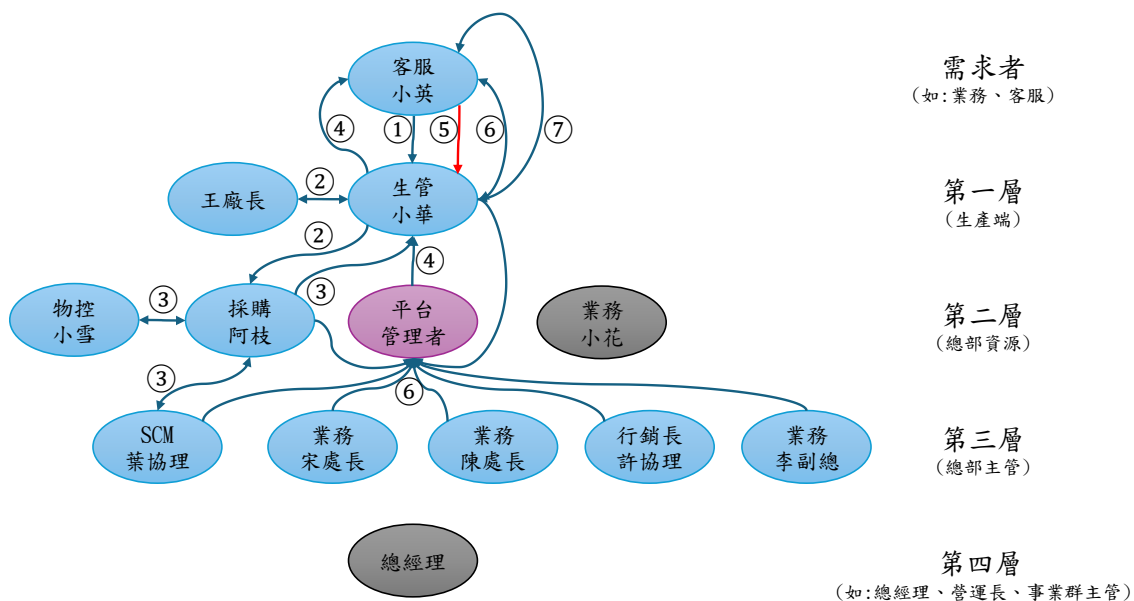 客服
小英
需求者
(如:業務、客服)
④
①
⑤
⑥
⑦
王廠長
②
生管
小華
第一層
(生產端)
②
④
物控
小雪
③
採購
阿枝
③
平台
管理者
業務
小花
第二層
(總部資源)
③
⑥
SCM
葉協理
業務
宋處長
業務
陳處長
行銷長
許協理
業務
李副總
第三層
(總部主管)
總經理
第四層
(如:總經理、營運長、事業群主管)